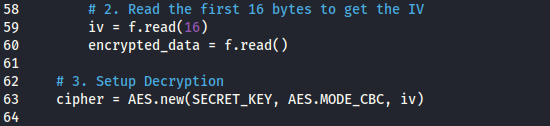 58        # 2. Read the first 16 bytes to get the IV
59        iv = f.read(16)
60        encrypted_data = f.read()
61
62    # 3. Setup Decryption
63    cipher = AES.new(SECRET_KEY, AES.MODE_CBC, iv)
64